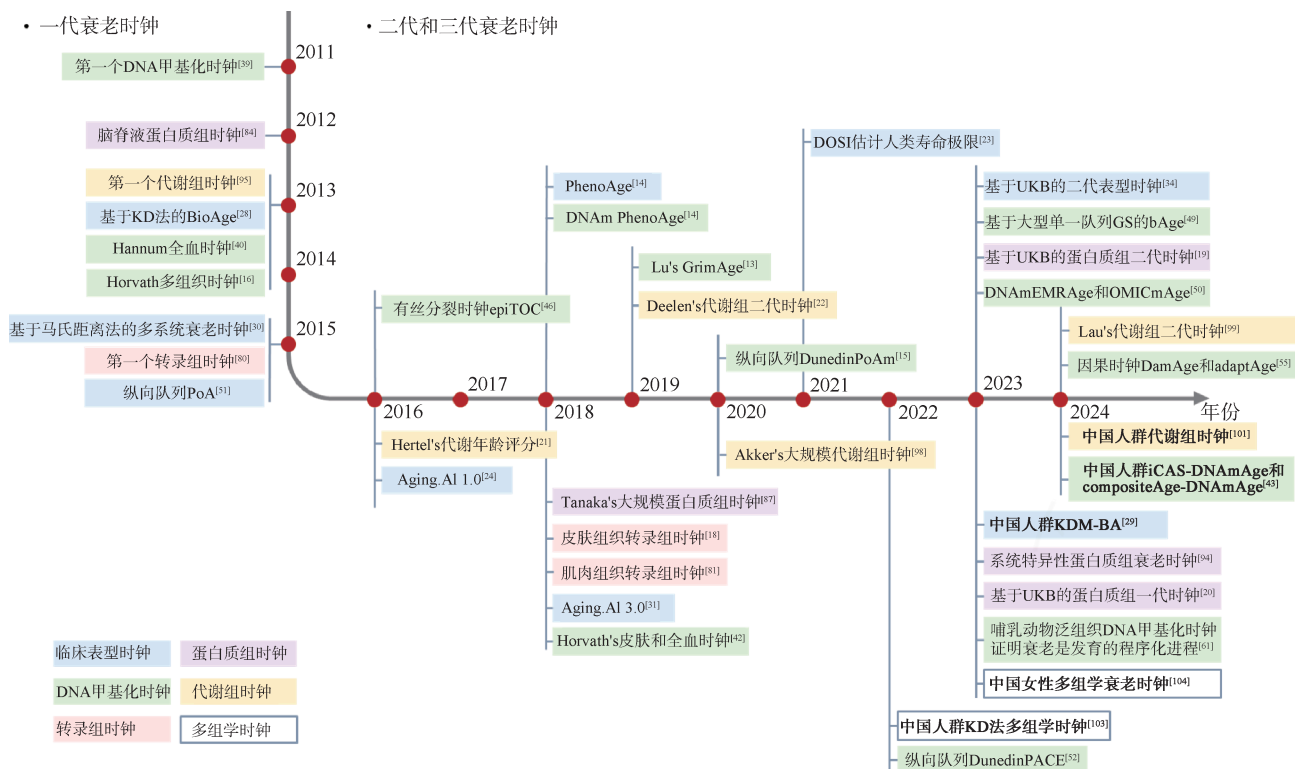 · 一代衰老时钟
· 二代和三代衰老时钟
2011
第一个DNA甲基化时钟[39]
2012
脑脊液蛋白质组时钟[84]
2013
第一个代谢组时钟[95]
基于KD法的BioAge[28]
Hannum全血时钟[40]
2014
Horvath多组织时钟[16]
2015
基于马氏距离法的多系统衰老时钟[30]
第一个转录组时钟[80]
纵向队列PoA[51]
有丝分裂时钟epiTOC[46]
2016
Hertel's代谢年龄评分[21]
Aging.AI 1.0[24]
2017
PhenoAge[14]
DNAm PhenoAge[14]
2018
Tanaka's大规模蛋白质组时钟[87]
皮肤组织转录组时钟[18]
肌肉组织转录组时钟[81]
Aging.AI 3.0[31]
Horvath's皮肤和全血时钟[42]
Lu's GrimAge[13]
Deelen's代谢组二代时钟[22]
2019
纵向队列DunedinPoAm[15]
2020
Akker's大规模代谢组时钟[98]
DOSI估计人类寿命极限[23]
2021
2022
中国人群KD法多组学时钟[103]
纵向队列DunedinPACE[52]
基于UKB的二代表型时钟[34]
基于大型单一队列GS的bAge[49]
基于UKB的蛋白质组二代时钟[19]
DNAmEMRAge和OMICmAge[50]
2023
中国人群KDM-BA[29]
系统特异性蛋白质组衰老时钟[94]
基于UKB的蛋白质组一代时钟[20]
哺乳动物泛组织DNA甲基化时钟
证明衰老是发育的程序化进程[61]
中国女性多组学衰老时钟[104]
Lau's代谢组二代时钟[99]
因果时钟DamAge和adaptAge[55]
2024
年份
中国人群代谢组时钟[101]
中国人群iCAS-DNAmAge和
compositeAge-DNAmAge[43]
临床表型时钟
蛋白质组时钟
DNA甲基化时钟
代谢组时钟
转录组时钟
多组学时钟